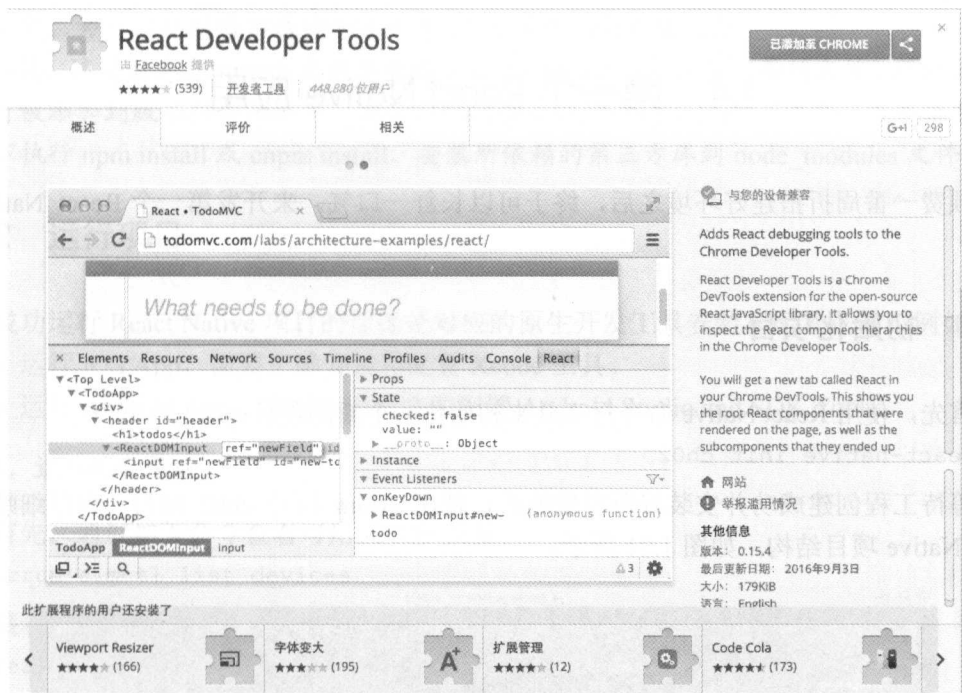 React Developer Tools
已添加至 CHROME
由 Facebook 提供
(539)
开发者工具
448,880 位用户
概述
评价
相关
G+1
298
与您的设备兼容
Adds React debugging tools to the
Chrome Developer Tools.
React Developer Tools is a Chrome
DevTools extension for the open-source
React JavaScript library. It allows you to
inspect the React component hierarchies
in the Chrome Developer Tools.
You will get a new tab called React in
your Chrome DevTools. This shows you
the root React components that were
rendered on the page, as well as the
subcomponents that they ended up
网站
举报滥用情况
其他信息
版本： 0.15.4
最后更新日期： 2016年9月3日
大小： 179KiB
语言： English
React • TodoMVC
todomvc.com/labs/architecture-examples/react/
What needs to be done?
Elements Resources Network Sources Timeline Profiles Audits Console React
<Top Level>
<TodoApp>
<div>
<header id="header">
<h1>todos</h1>
<ReactDOMInput ref="newField" id
<input ref="newField" id="new-to
</ReactDOMInput>
</header>
</div>
</TodoApp>
TodoApp ReactDOMInput input
Props
State
checked: false
value: ""
__proto__: Object
Instance
Event Listeners
onKeyDown
ReactDOMInput#new-todo (anonymous function)
3
此扩展程序的用户还安装了
Viewport Resizer
(166)
字体变大
(195)
扩展管理
(12)
Code Cola
(173)